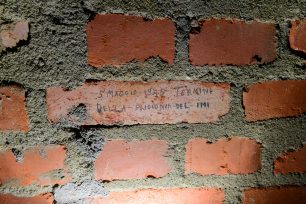 5 MAGGIO 1945 TERMINE
DELLA PRIGIONIA DEL